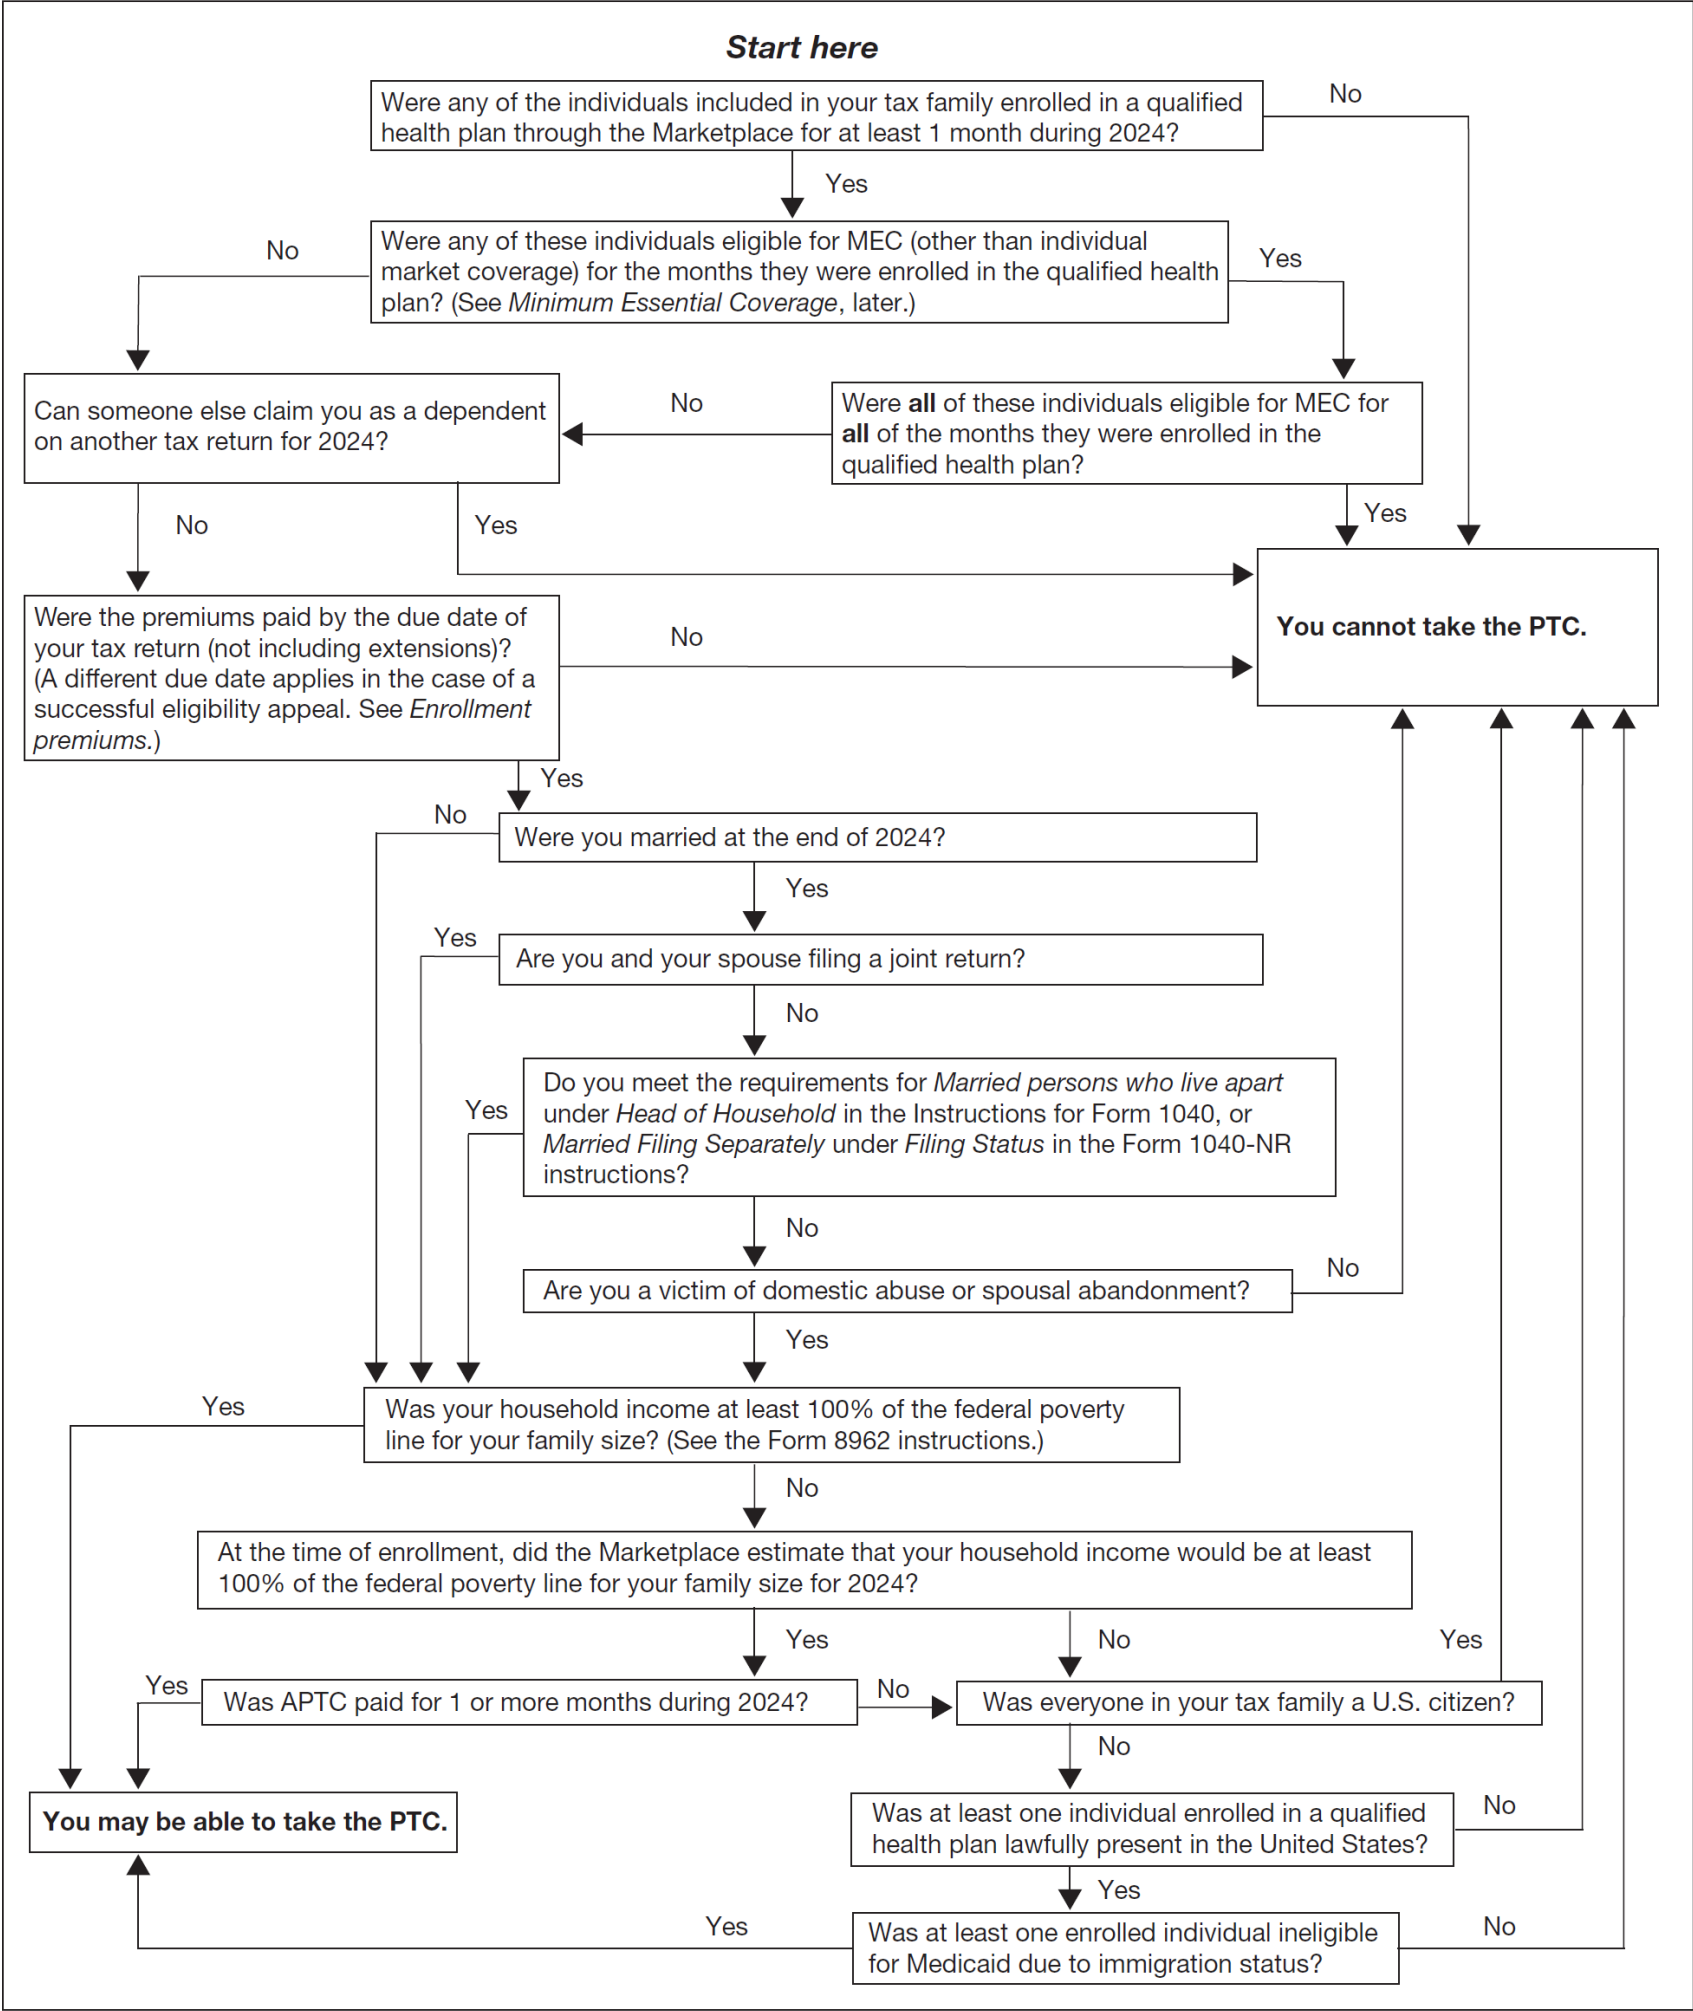 Start here
Were any of the individuals included in your tax family enrolled in a qualified
health plan through the Marketplace for at least 1 month during 2024?
No
Yes
Were any of these individuals eligible for MEC (other than individual
market coverage) for the months they were enrolled in the qualified health
plan? (See Minimum Essential Coverage, later.)
No
Yes
Can someone else claim you as a dependent
on another tax return for 2024?
No
Were all of these individuals eligible for MEC for
all of the months they were enrolled in the
qualified health plan?
No
Yes
Yes
You cannot take the PTC.
Were the premiums paid by the due date of
your tax return (not including extensions)?
(A different due date applies in the case of a
successful eligibility appeal. See Enrollment
premiums.)
No
Yes
No
Were you married at the end of 2024?
Yes
Yes
Are you and your spouse filing a joint return?
No
Yes
Do you meet the requirements for Married persons who live apart
under Head of Household in the Instructions for Form 1040, or
Married Filing Separately under Filing Status in the Form 1040-NR
instructions?
No
Are you a victim of domestic abuse or spousal abandonment?
No
Yes
Yes
Was your household income at least 100% of the federal poverty
line for your family size? (See the Form 8962 instructions.)
No
At the time of enrollment, did the Marketplace estimate that your household income would be at least
100% of the federal poverty line for your family size for 2024?
Yes
No
Yes
Yes
Was APTC paid for 1 or more months during 2024?
No
Was everyone in your tax family a U.S. citizen?
No
You may be able to take the PTC.
Was at least one individual enrolled in a qualified
health plan lawfully present in the United States?
No
Yes
Yes
Was at least one enrolled individual ineligible
for Medicaid due to immigration status?
No